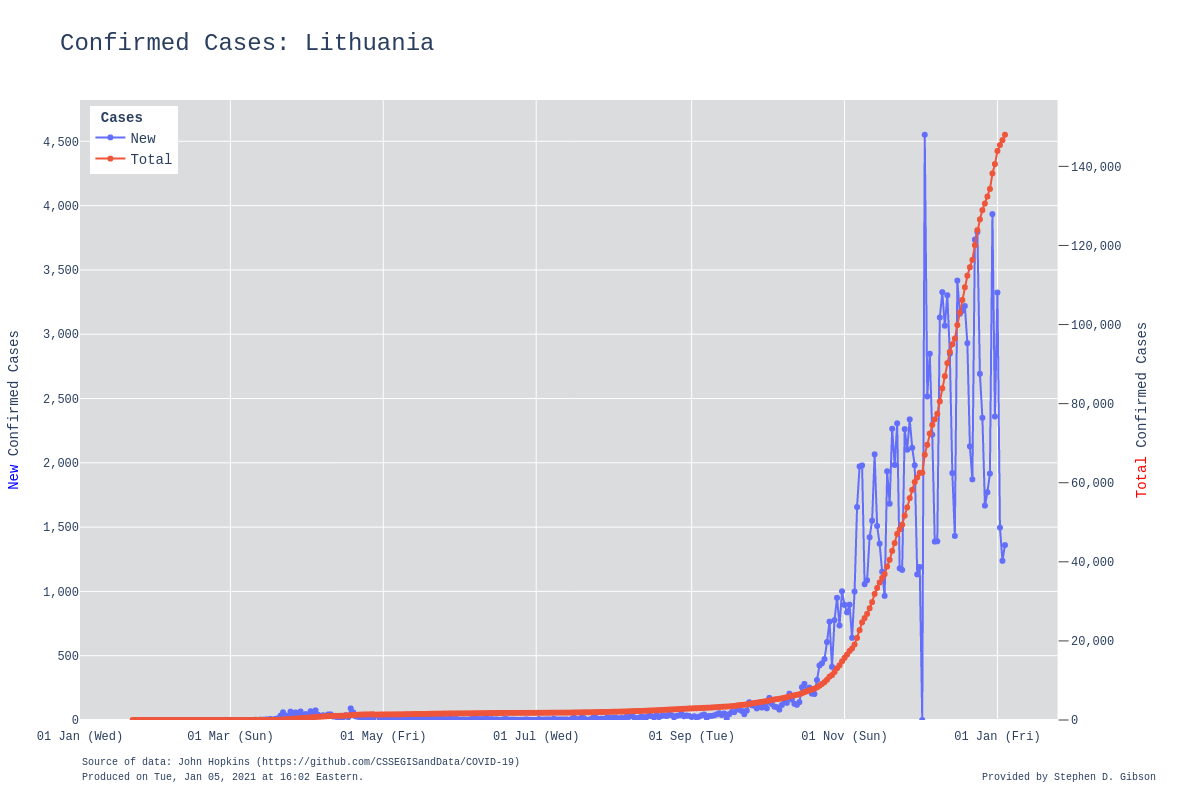 Confirmed Cases: Lithuania
Cases
New
Total
4,500
4,000
3,500
3,000
2,500
2,000
1,500
1,000
500
0
New Confirmed Cases
140,000
120,000
100,000
80,000
60,000
40,000
20,000
0
Total Confirmed Cases
01 Jan (Wed)
01 Mar (Sun)
01 May (Fri)
01 Jul (Wed)
01 Sep (Tue)
01 Nov (Sun)
01 Jan (Fri)
Source of data: John Hopkins (https://github.com/CSSEGISandData/COVID-19)
Produced on Tue, Jan 05, 2021 at 16:02 Eastern.
Provided by Stephen D. Gibson